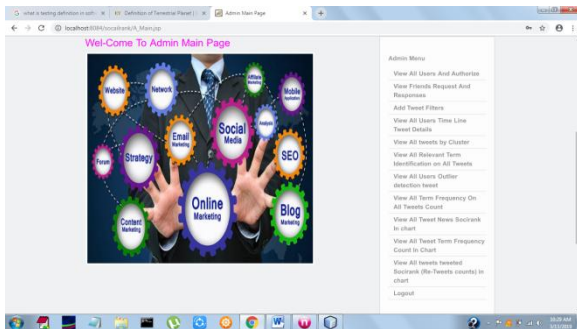 what is testing definition in soft
Definition of Terrestrial Planet |
Admin Main Page
localhost:8084/socialrank/A_Main.jsp
Wel-Come To Admin Main Page
Website
Network
Affiliate
Marketing
Mobile
Application
Email
Marketing
Social
Media
Analysis
Forum
Strategy
SEO
Online
Marketing
Content
Marketing
Blog
Marketing
Admin Menu
View All Users And Authorize
View Friends Request And
Responses
Add Tweet Filters
View All Users Time Line
Tweet Details
View All tweets by Cluster
View All Relevant Term
Identification on All Tweets
View All Users Outlier
detection tweet
View All Term Frequency On
All Tweets Count
View All Tweet News Socirank
In chart
View All Tweet Term Frequency
Count In Chart
View All tweets tweeted
Socirank (Re-Tweets counts) in
chart
Logout
10:29 AM